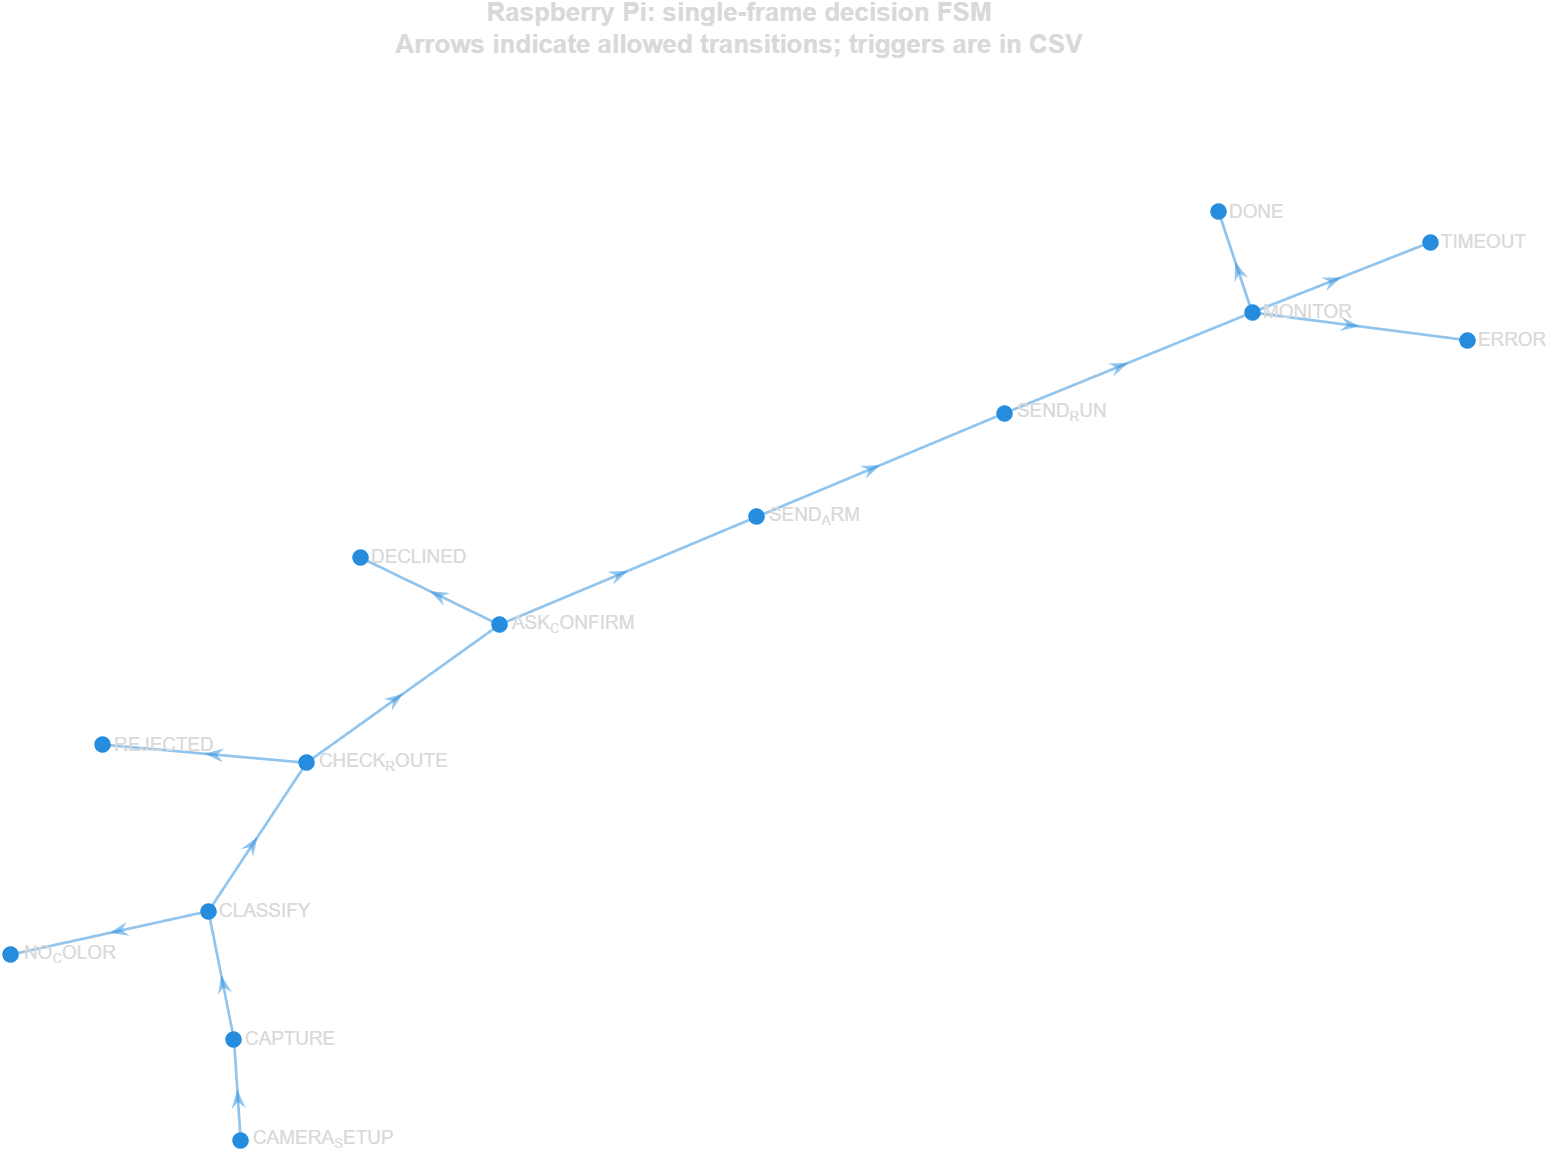 Raspberry Pi: single-frame decision FSM
Arrows indicate allowed transitions; triggers are in CSV
DONE
TIMEOUT
MONITOR
ERROR
SEND_RUN
SEND_ARM
DECLINED
ASK_CONFIRM
REJECTED
CHECK_ROUTE
CLASSIFY
NO_COLOR
CAPTURE
CAMERA_SETUP